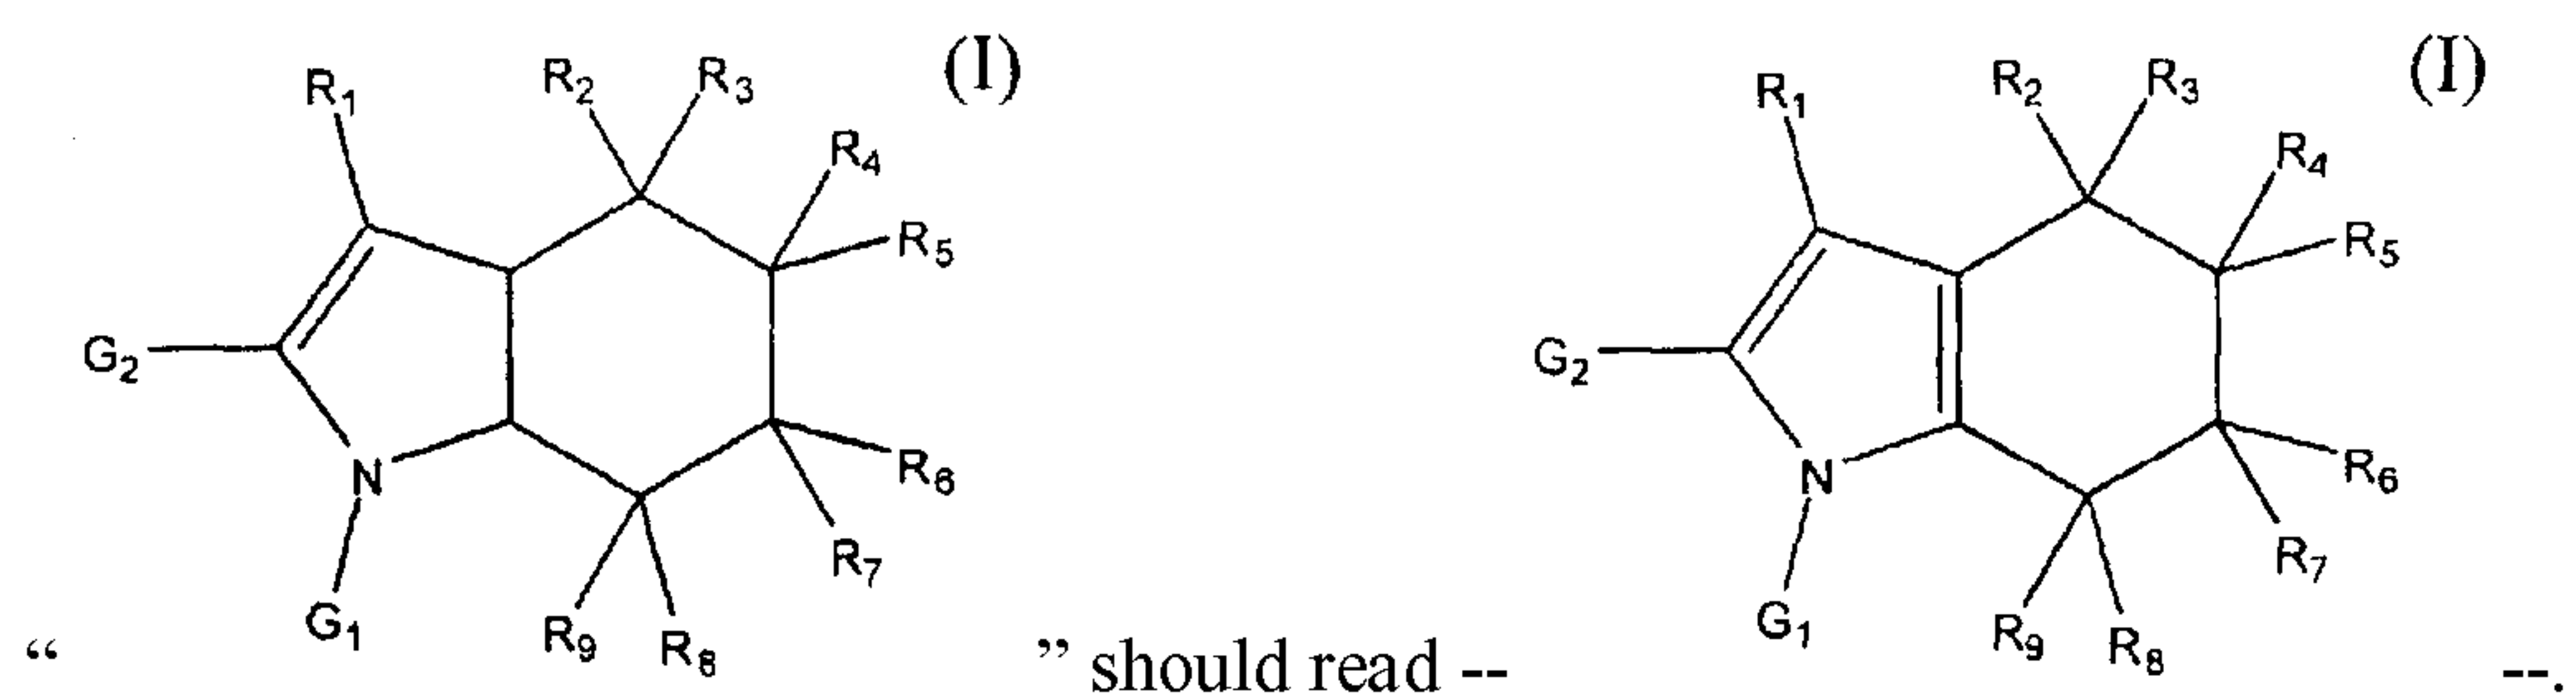 (I) (I)
R1 R2 R3 R1 R2 R3
R4 R4
R5 R5
G2 G2
N R6 N R6
R7 R7
G1 R9 R8 G1 R9 R8
“ ” should read -- --.